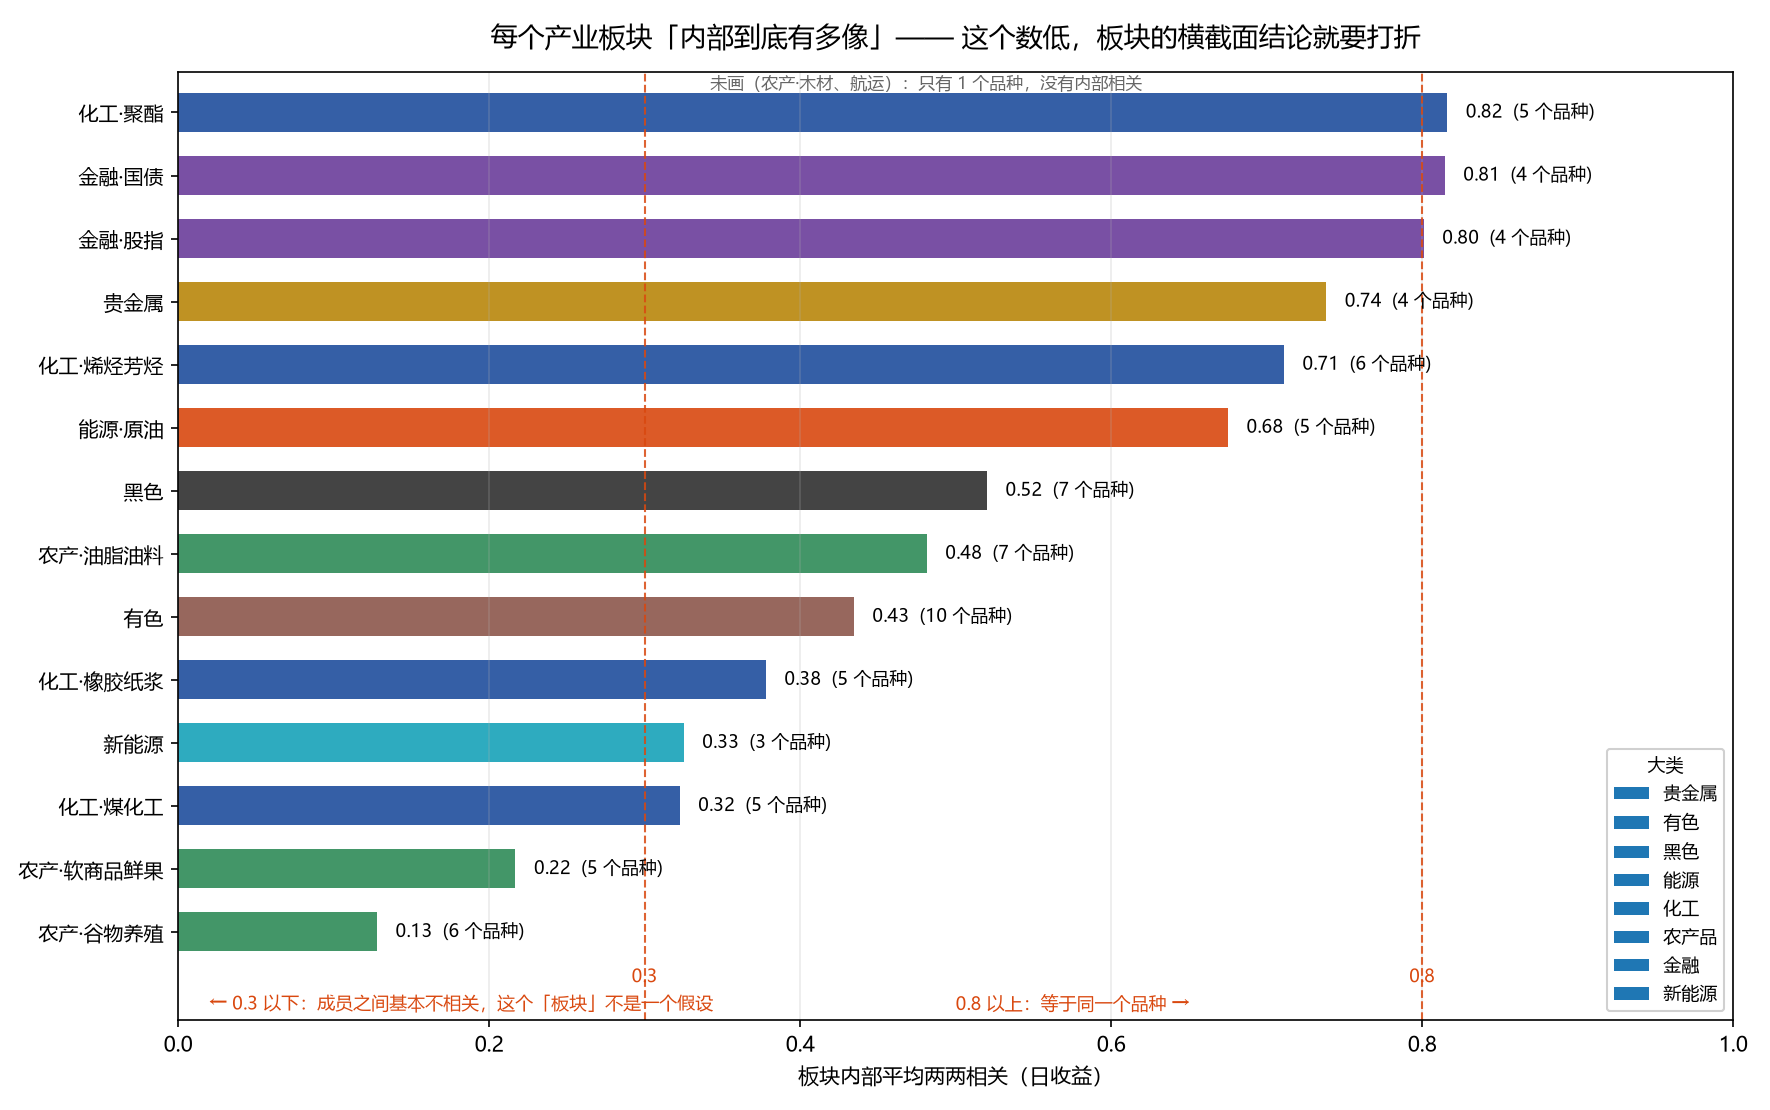 每个产业板块「内部到底有多像」—— 这个数低，板块的横截面结论就要打折
未画（农产·木材、航运）：只有 1 个品种，没有内部相关
化工·聚酯 0.82 (5 个品种)
金融·国债 0.81 (4 个品种)
金融·股指 0.80 (4 个品种)
贵金属 0.74 (4 个品种)
化工·烯烃芳烃 0.71 (6 个品种)
能源·原油 0.68 (5 个品种)
黑色 0.52 (7 个品种)
农产·油脂油料 0.48 (7 个品种)
有色 0.43 (10 个品种)
化工·橡胶纸浆 0.38 (5 个品种)
新能源 0.33 (3 个品种)
化工·煤化工 0.32 (5 个品种)
农产·软商品鲜果 0.22 (5 个品种)
农产·谷物养殖 0.13 (6 个品种)
0.3 0.8
← 0.3 以下：成员之间基本不相关，这个「板块」不是一个假设
0.8 以上：等于同一个品种 →
大类
贵金属
有色
黑色
能源
化工
农产品
金融
新能源
0.0 0.2 0.4 0.6 0.8 1.0
板块内部平均两两相关（日收益）